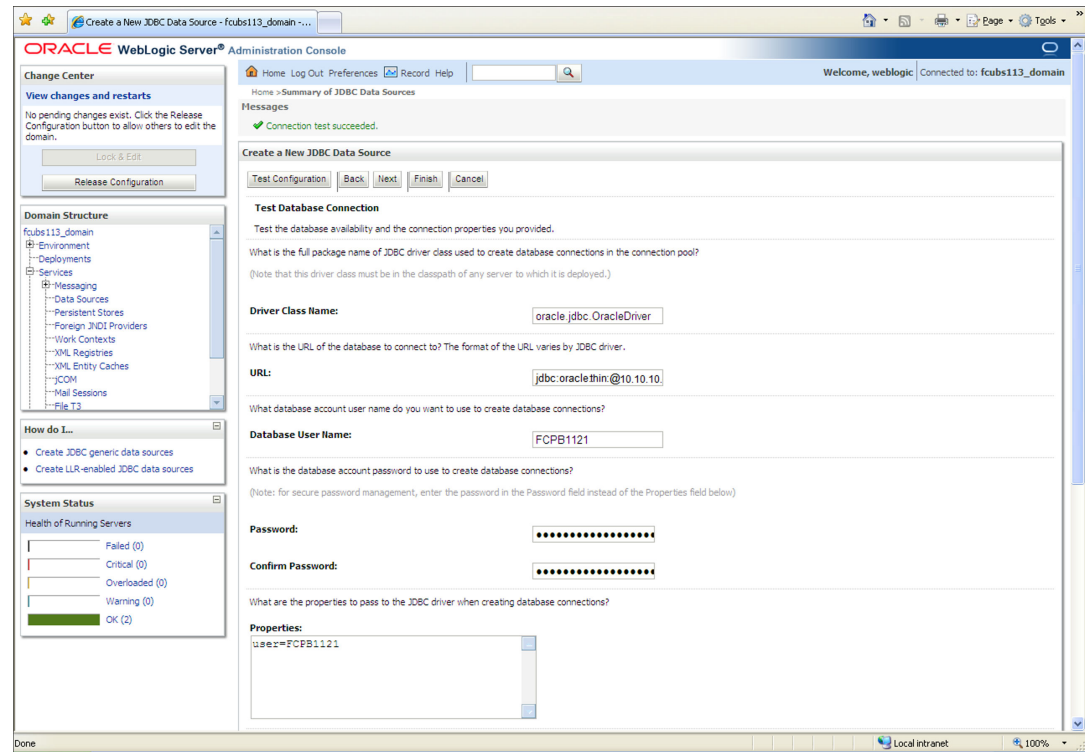 Create a New JDBC Data Source - fcubs113_domain -...
Page
Tools
ORACLE WebLogic Server® Administration Console
Change Center
View changes and restarts
No pending changes exist. Click the Release
Configuration button to allow others to edit the
domain.
Lock & Edit
Release Configuration
Domain Structure
fcubs113_domain
Environment
Deployments
Services
Messaging
Data Sources
Persistent Stores
Foreign JNDI Providers
Work Contexts
XML Registries
XML Entity Caches
jCOM
Mail Sessions
File T3
How do I...
Create JDBC generic data sources
Create LLR-enabled JDBC data sources
System Status
Health of Running Servers
Failed (0)
Critical (0)
Overloaded (0)
Warning (0)
OK (2)
Home Log Out Preferences Record Help
Welcome, weblogic Connected to: fcubs113_domain
Home >Summary of JDBC Data Sources
Messages
Connection test succeeded.
Create a New JDBC Data Source
Test Configuration Back Next Finish Cancel
Test Database Connection
Test the database availability and the connection properties you provided.
What is the full package name of JDBC driver class used to create database connections in the connection pool?
(Note that this driver class must be in the classpath of any server to which it is deployed.)
Driver Class Name: oracle.jdbc.OracleDriver
What is the URL of the database to connect to? The format of the URL varies by JDBC driver.
URL: jdbc:oraclethin:@10.10.10.
What database account user name do you want to use to create database connections?
Database User Name: FCPB1121
What is the database account password to use to create database connections?
(Note: for secure password management, enter the password in the Password field instead of the Properties field below)
Password:
Confirm Password:
What are the properties to pass to the JDBC driver when creating database connections?
Properties:
user=FCPB1121
Done
Local intranet
100%